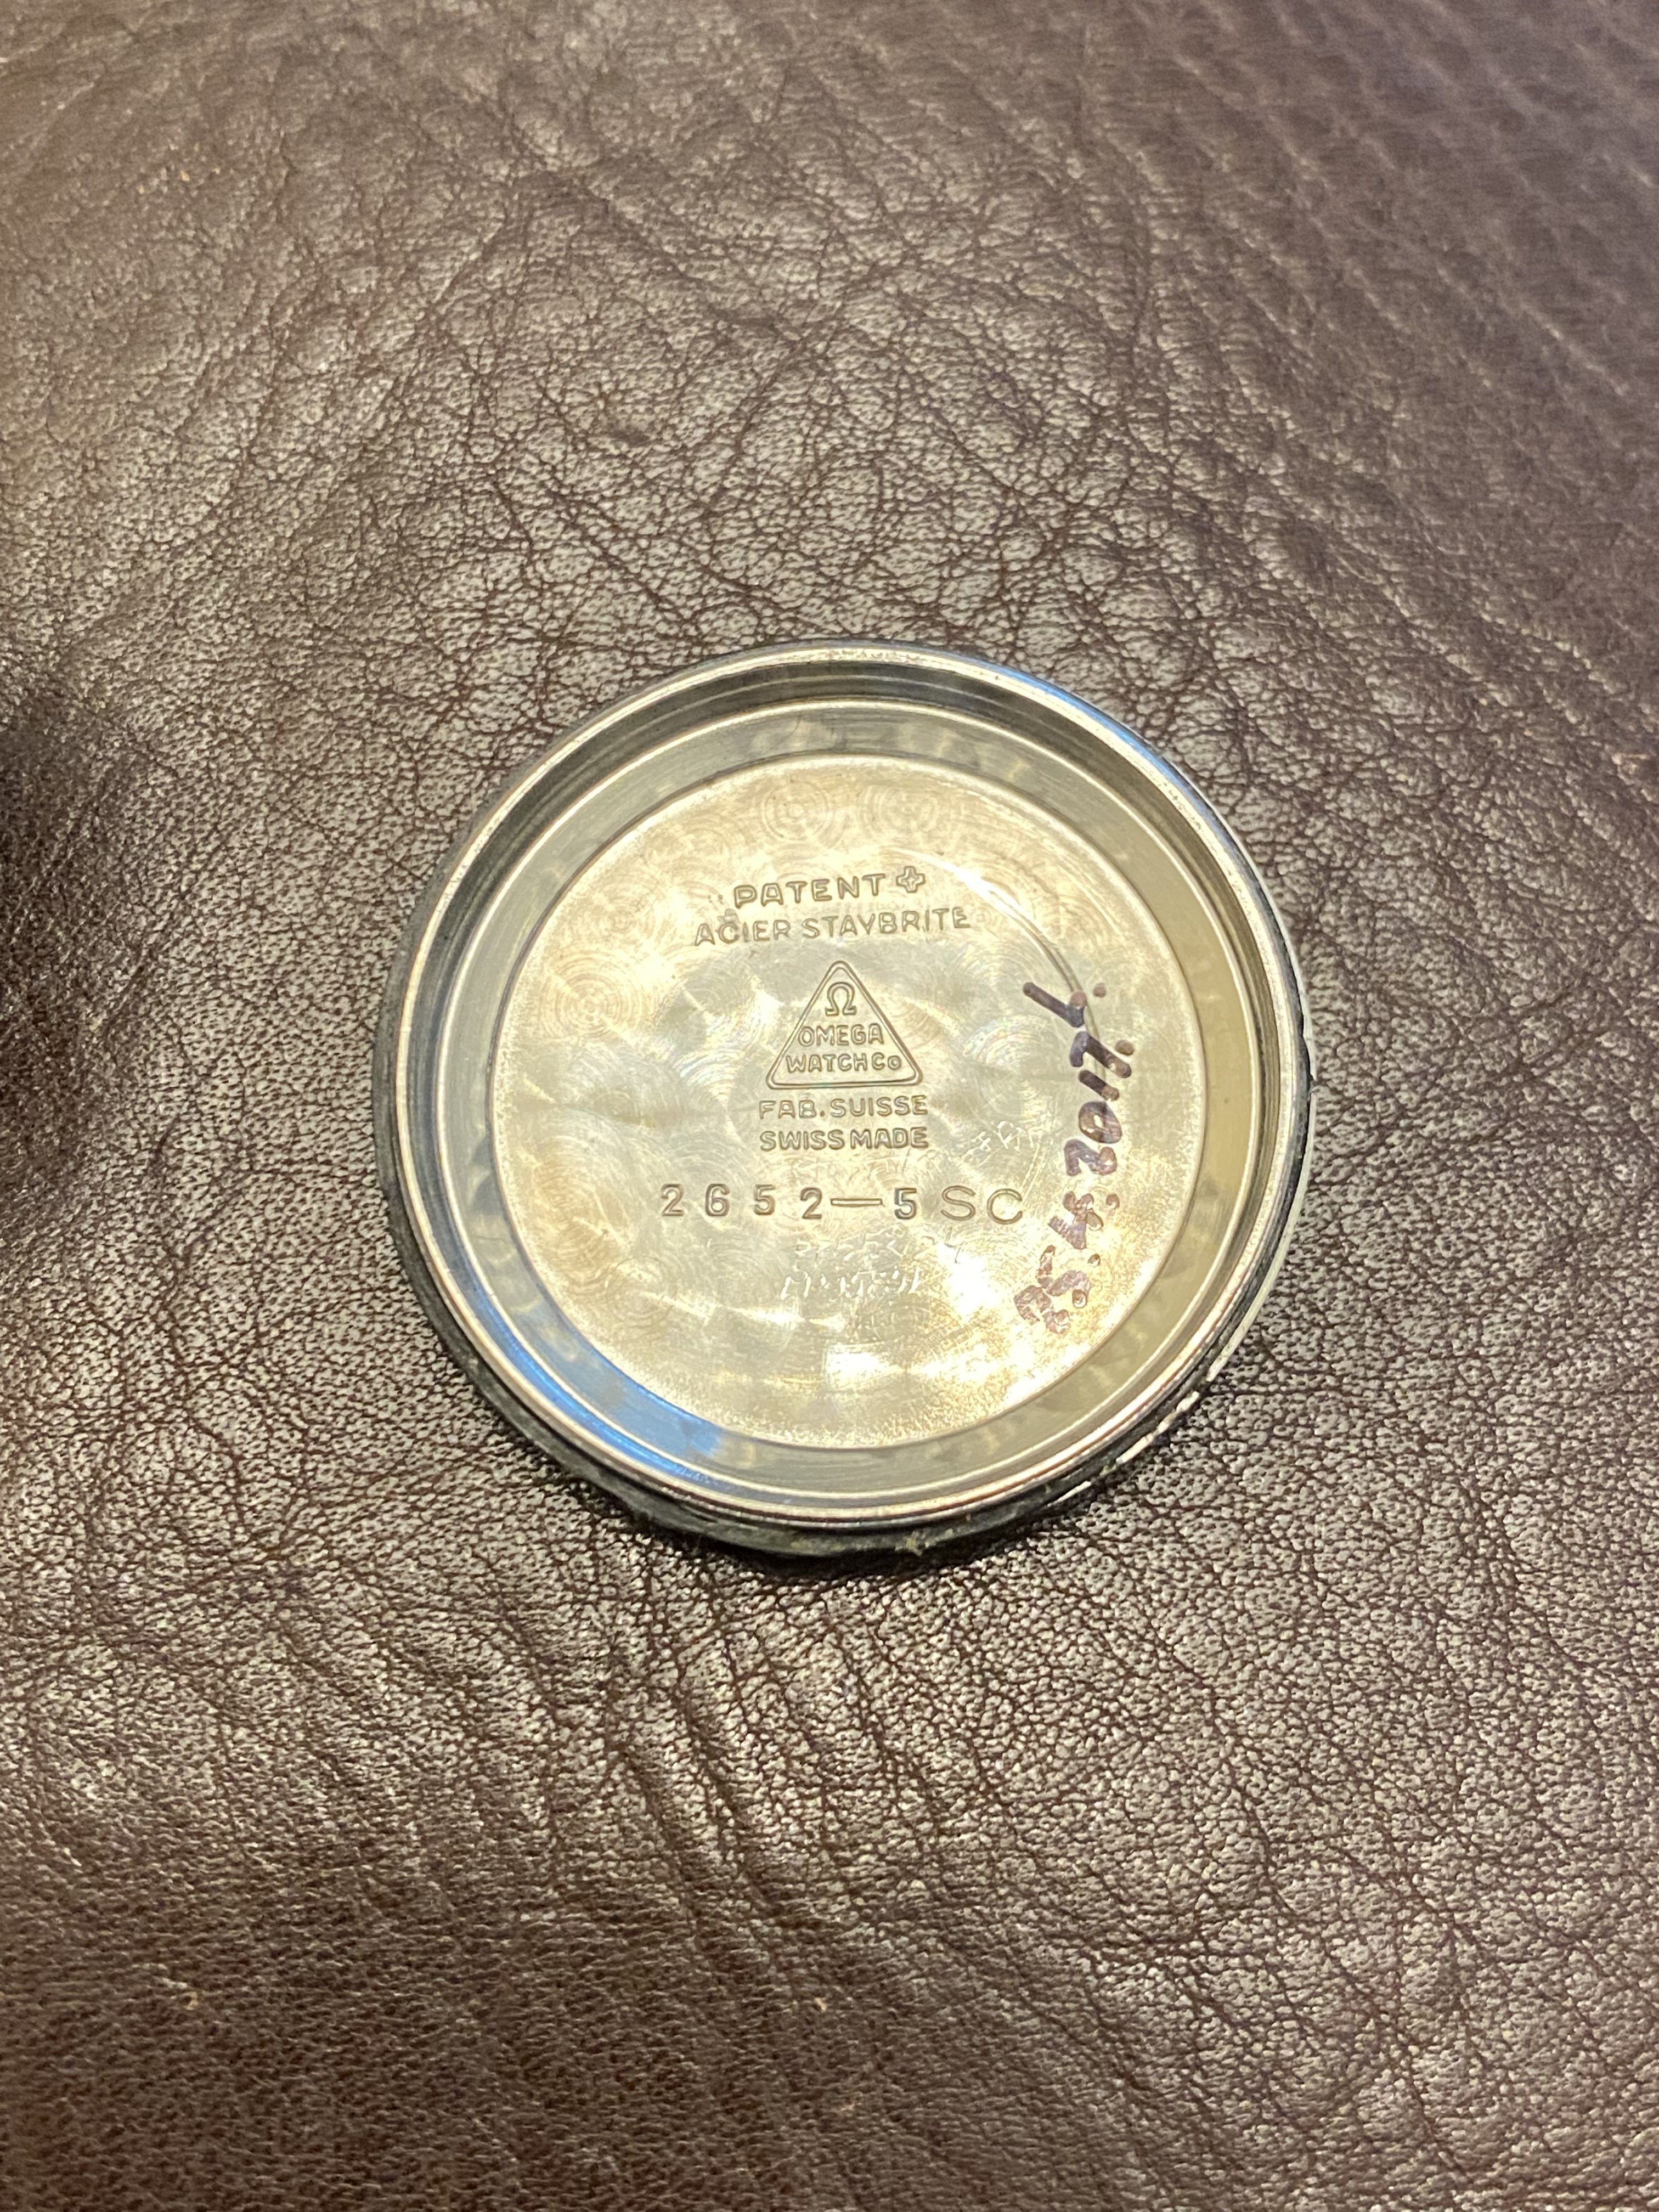 PATENT ✚
ACIER STAYBRITE
Ω
OMEGA
WATCH Co
FAB. SUISSE
SWISS MADE
2652-5 SC